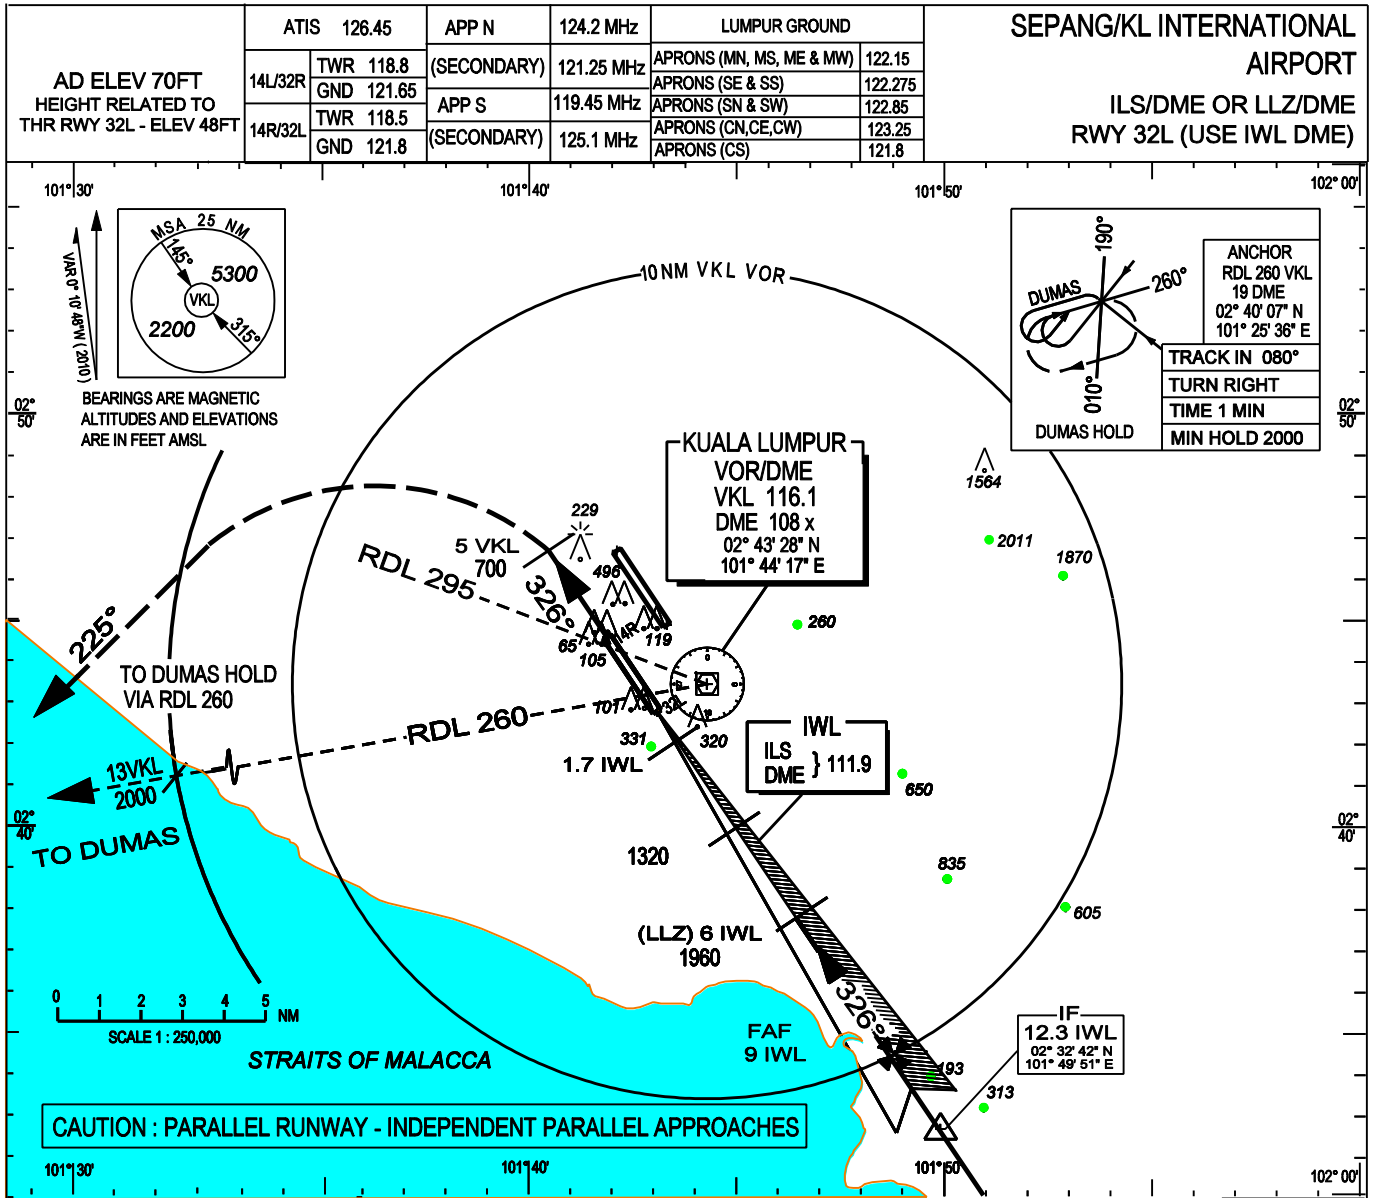 AD ELEV 70FT
HEIGHT RELATED TO
THR RWY 32L - ELEV 48FT
ATIS 126.45
14L/32R
TWR 118.8
GND 121.65
14R/32L
TWR 118.5
GND 121.8
APP N 124.2 MHz
(SECONDARY) 121.25 MHz
APP S 119.45 MHz
(SECONDARY) 125.1 MHz
LUMPUR GROUND
APRONS (MN, MS, ME & MW) 122.15
APRONS (SE & SS) 122.275
APRONS (SN & SW) 122.85
APRONS (CN,CE,CW) 123.25
APRONS (CS) 121.8
SEPANG/KL INTERNATIONAL
AIRPORT
ILS/DME OR LLZ/DME
RWY 32L (USE IWL DME)
101° 30'
101° 40'
101° 50'
102° 00'
VAR 0° 10' 48"W ( 2010 )
MSA 25 NM
145°
5300
VKL
2200
315°
BEARINGS ARE MAGNETIC
ALTITUDES AND ELEVATIONS
ARE IN FEET AMSL
10 NM VKL VOR
190°
260°
DUMAS
010°
DUMAS HOLD
ANCHOR
RDL 260 VKL
19 DME
02° 40' 07" N
101° 25' 36" E
TRACK IN 080°
TURN RIGHT
TIME 1 MIN
MIN HOLD 2000
02°
50'
02°
50'
KUALA LUMPUR
VOR/DME
VKL 116.1
DME 108 x
02° 43' 28" N
101° 44' 17" E
1564
2011
1870
229
5 VKL
700
RDL 295
496
326°
260
65
105
14R
119
225°
TO DUMAS HOLD
VIA RDL 260
0
101
32L
RDL 260
331
320
1.7 IWL
IWL
ILS
DME } 111.9
13VKL
2000
650
02°
40'
02°
40'
TO DUMAS
1320
835
605
(LLZ) 6 IWL
1960
326°
0 1 2 3 4 5 NM
SCALE 1 : 250,000
FAF
9 IWL
IF
12.3 IWL
02° 32' 42" N
101° 49' 51" E
STRAITS OF MALACCA
193
313
CAUTION : PARALLEL RUNWAY - INDEPENDENT PARALLEL APPROACHES
101° 30'
101° 40'
101° 50'
102° 00'